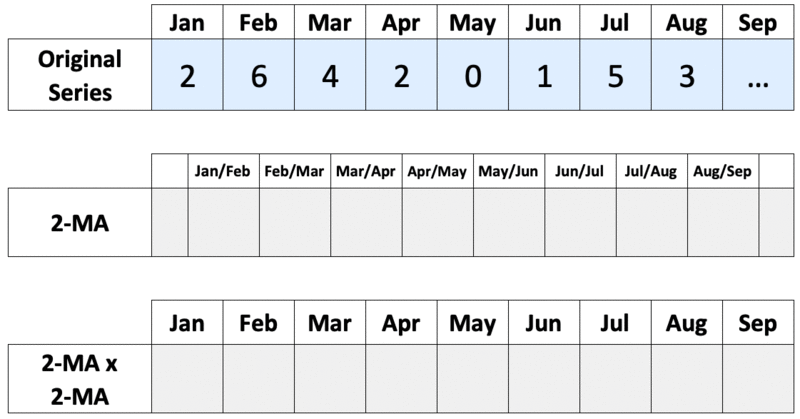 Jan Feb Mar Apr May Jun Jul Aug Sep
Original Series 2 6 4 2 0 1 5 3 ...
Jan/Feb Feb/Mar Mar/Apr Apr/May May/Jun Jun/Jul Jul/Aug Aug/Sep
2-MA
Jan Feb Mar Apr May Jun Jul Aug Sep
2-MA x
2-MA